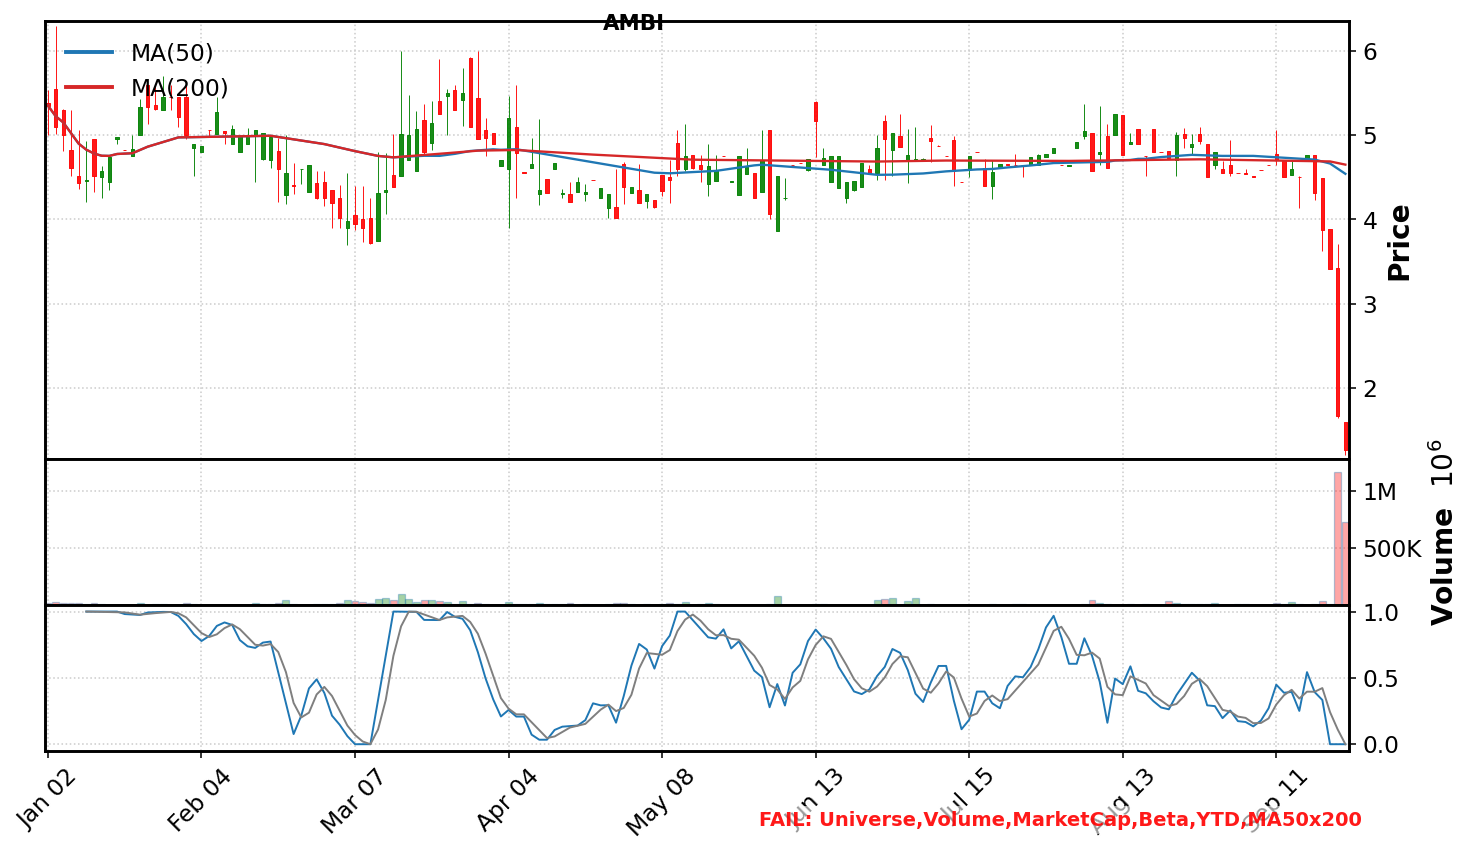 AMBI
MA(50)
MA(200)
6
5
4
3
2
Price
1M
500K
Volume 10⁶
1.0
0.5
0.0
Jan 02
Feb 04
Mar 07
Apr 04
May 08
Jun 13
Jul 15
Aug 13
Sep 11
FAIL: Universe,Volume,MarketCap,Beta,YTD,MA50x200